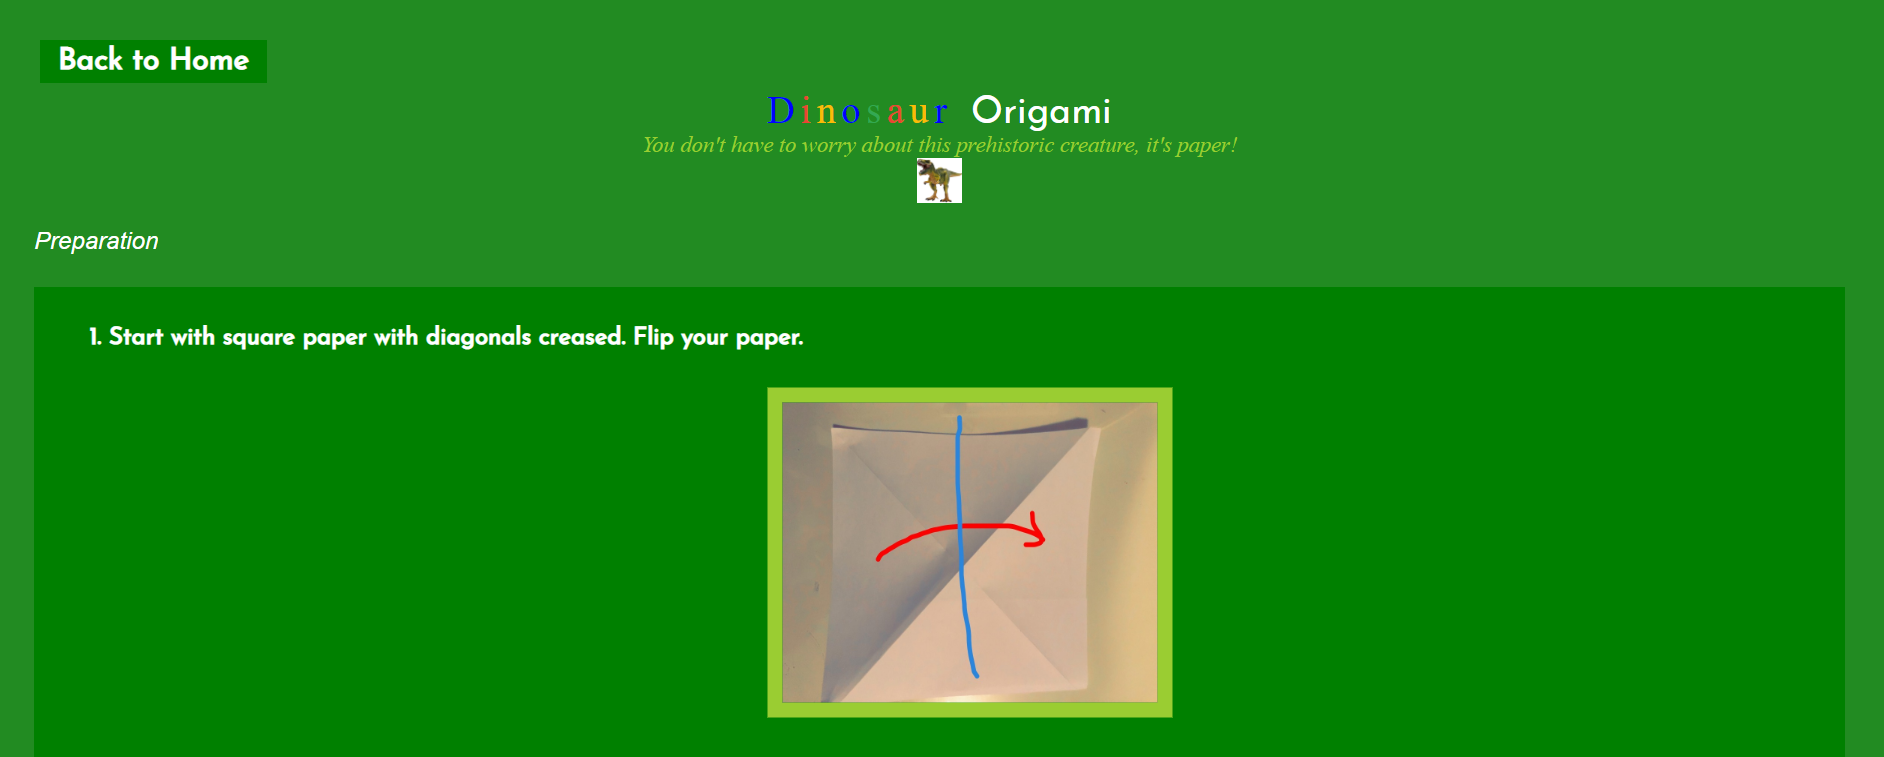 Back to Home
Dinosaur Origami
You don't have to worry about this prehistoric creature, it's paper!
Preparation
1. Start with square paper with diagonals creased. Flip your paper.